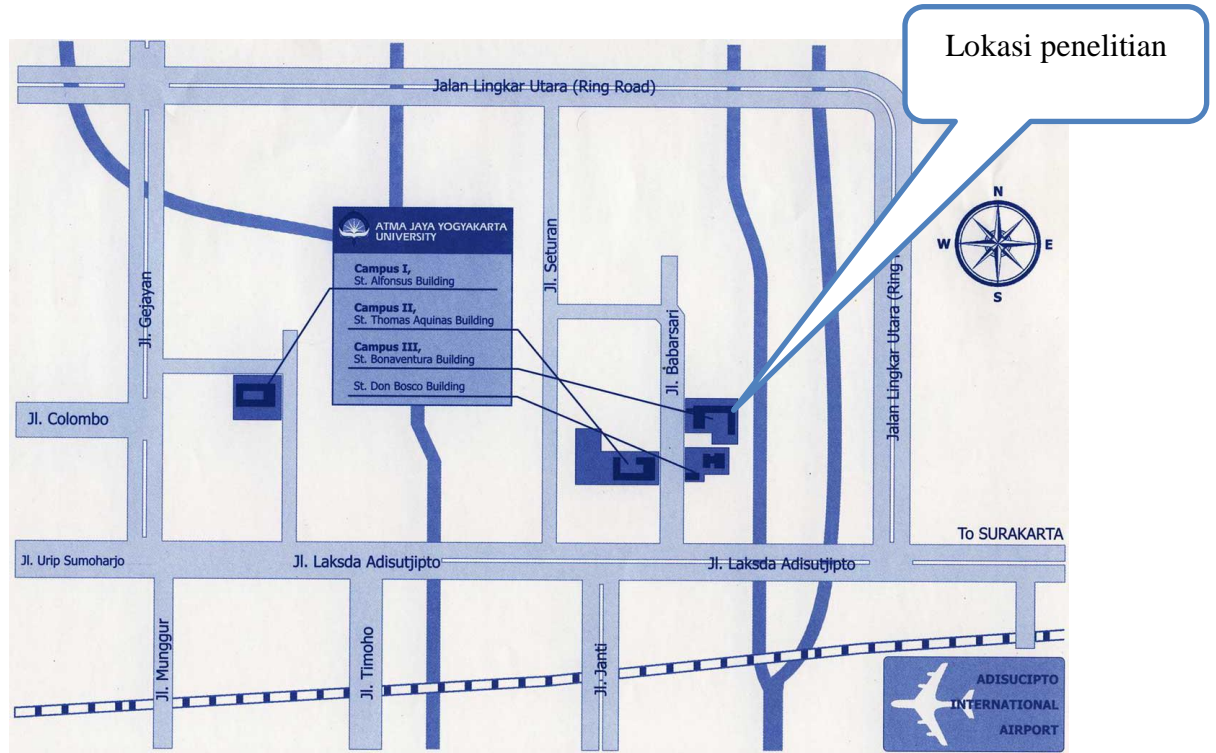 Lokasi penelitian
Jalan Lingkar Utara (Ring Road)
N
W
E
S
ATMA JAYA YOGYAKARTA
UNIVERSITY
Campus I,
St. Alfonsus Building
Campus II,
St. Thomas Aquinas Building
Campus III,
St. Bonaventura Building
St. Don Bosco Building
Jl. Gejayan
Jl. Seturan
Jl. Babarsari
Jalan Lingkar Utara (Ring
Jl. Colombo
To SURAKARTA
Jl. Urip Sumoharjo
Jl. Laksda Adisutjipto
Jl. Laksda Adisutjipto
Jl. Munggur
Jl. Timoho
Jl. Janti
ADISUCIPTO
INTERNATIONAL
AIRPORT